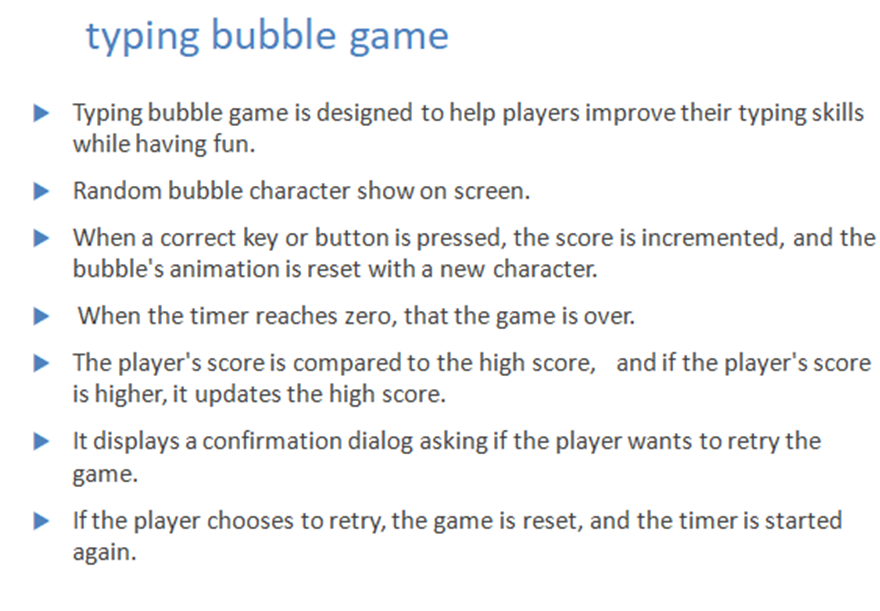 typing bubble game
Typing bubble game is designed to help players improve their typing skills
while having fun.
Random bubble character show on screen.
When a correct key or button is pressed, the score is incremented, and the
bubble's animation is reset with a new character.
When the timer reaches zero, that the game is over.
The player's score is compared to the high score, and if the player's score
is higher, it updates the high score.
It displays a confirmation dialog asking if the player wants to retry the
game.
If the player chooses to retry, the game is reset, and the timer is started
again.